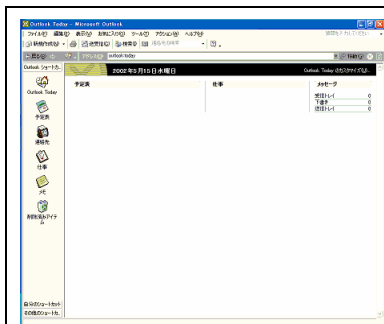 Outlook Today - Microsoft Outlook
ファイル(F) 編集(E) 表示(V) お気に入り(O) ツール(T) アクション(A) ヘルプ(H)
新規作成(N) 送受信(C) 検索(I)
戻る(B) アドレス(D) outlook:today 移動(G)
Outlook ショートカ...
2002年5月15日水曜日
Outlook Today のカスタマイズ(U)...
Outlook Today
予定表
連絡先
仕事
メモ
削除済みアイテム
自分のショートカット
その他のショートカ...
予定表
仕事
メッセージ
受信トレイ 0
下書き 0
送信トレイ 0